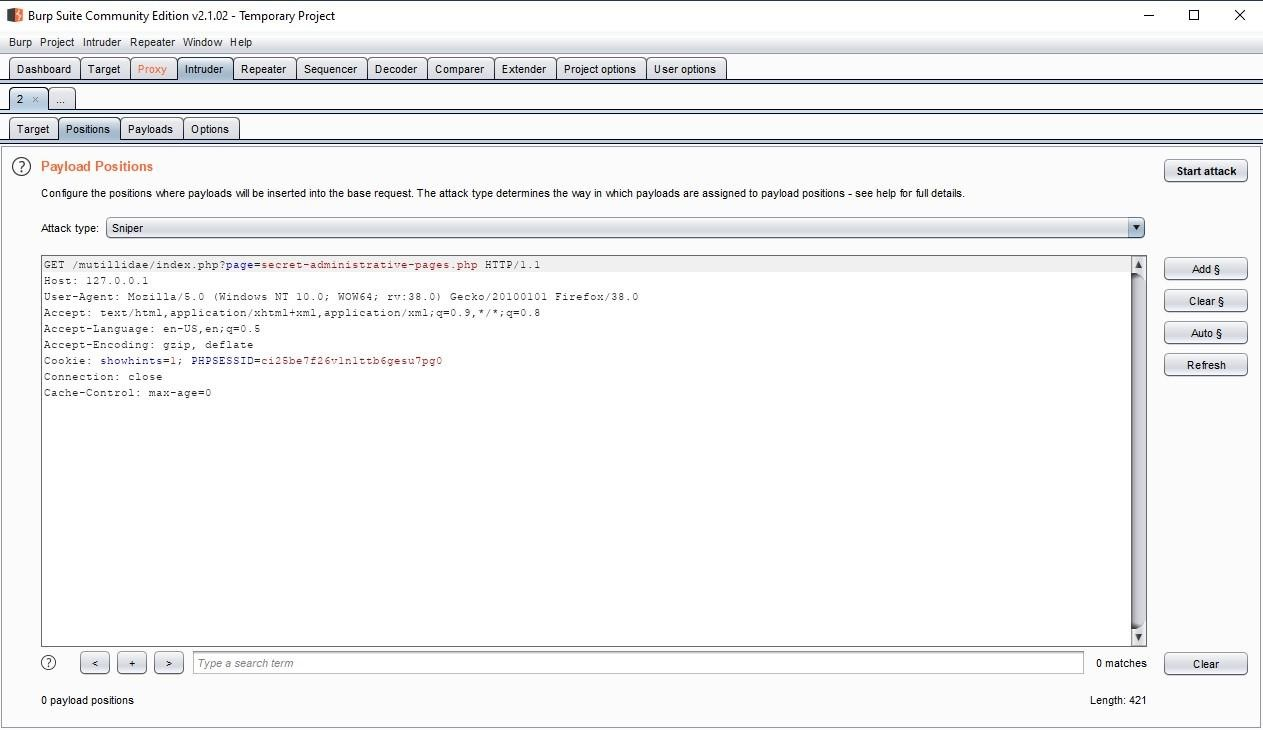 Burp Suite Community Edition v2.1.02 - Temporary Project
Burp Project Intruder Repeater Window Help
Dashboard Target Proxy Intruder Repeater Sequencer Decoder Comparer Extender Project options User options
2 × ...
Target Positions Payloads Options
? Payload Positions
Start attack
Configure the positions where payloads will be inserted into the base request. The attack type determines the way in which payloads are assigned to payload positions - see help for full details.
Attack type: Sniper
GET /mutillidae/index.php?page=secret-administrative-pages.php HTTP/1.1
Host: 127.0.0.1
User-Agent: Mozilla/5.0 (Windows NT 10.0; WOW64; rv:38.0) Gecko/20100101 Firefox/38.0
Accept: text/html,application/xhtml+xml,application/xml;q=0.9,*/*;q=0.8
Accept-Language: en-US,en;q=0.5
Accept-Encoding: gzip, deflate
Cookie: showhints=1; PHPSESSID=ci25be7f26v1n1ttb6gesu7pg0
Connection: close
Cache-Control: max-age=0
Add §
Clear §
Auto §
Refresh
? < + > Type a search term 0 matches Clear
0 payload positions Length: 421